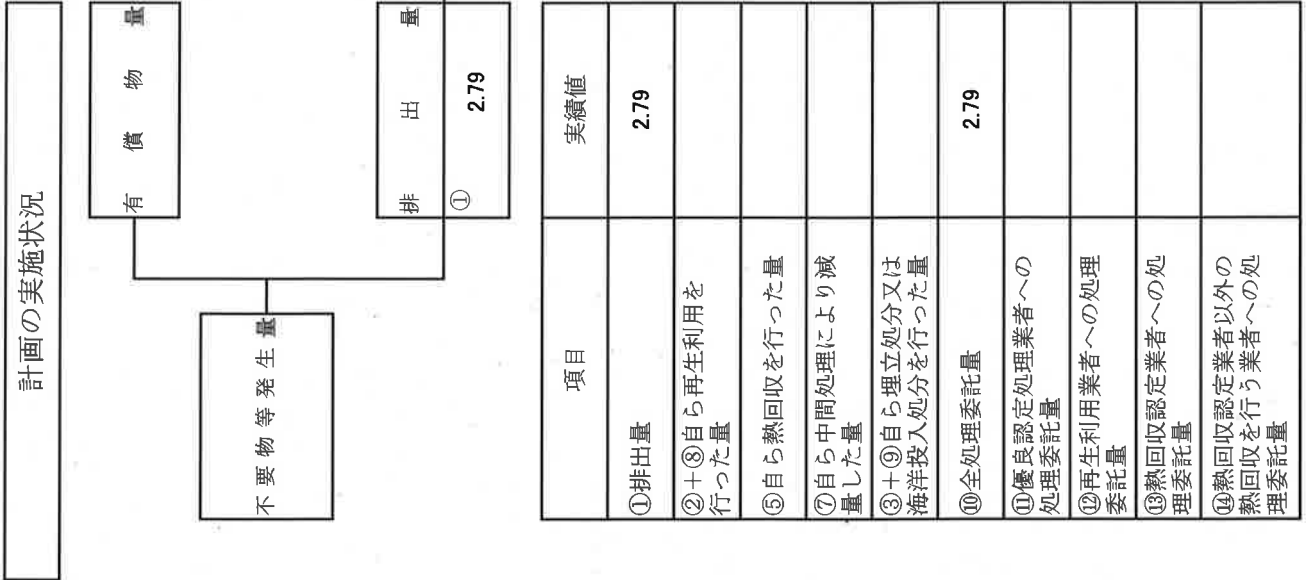 計画の実施状況
有償物量
不要物等発生量
排出量
①
2.79
項目
実績値
①排出量
2.79
②+⑧自ら再生利用を
行った量
⑤自ら熱回収を行った量
⑦自ら中間処理により減
量した量
③+⑨自ら埋立処分又は
海洋投入処分を行った量
⑩全処理委託量
2.79
⑪優良認定処理業者への
処理委託量
⑫再生利用業者への処理
委託量
⑬熱回収認定業者への処
理委託量
⑭熱回収認定業者以外の
熱回収を行う業者への処
理委託量